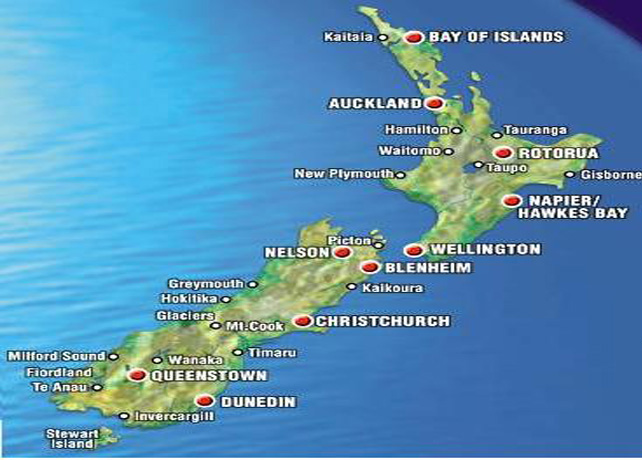 Kaitaia
BAY OF ISLANDS
AUCKLAND
Hamilton
Tauranga
Waitomo
ROTORUA
Taupo
New Plymouth
Gisborne
NAPIER/
HAWKES BAY
Picton
NELSON
WELLINGTON
BLENHEIM
Greymouth
Kaikoura
Hokitika
Glaciers
Mt.Cook
CHRISTCHURCH
Milford Sound
Wanaka
Timaru
Fiordland
QUEENSTOWN
Te Anau
DUNEDIN
Invercargill
Stewart
Island